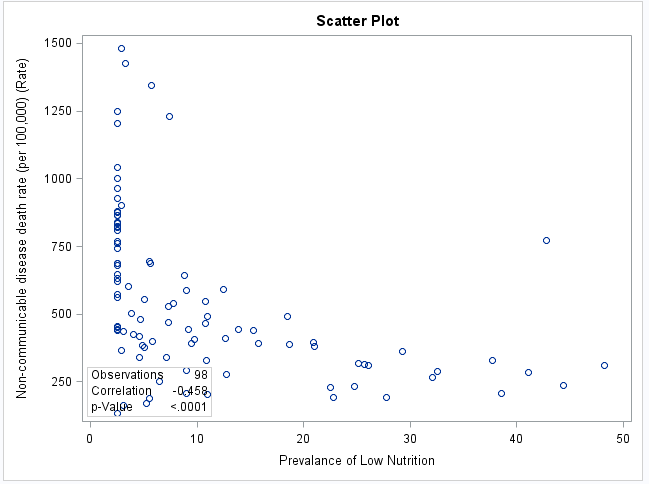 Scatter Plot
Non-communicable disease death rate (per 100,000) (Rate)
1500
1250
1000
750
500
250
Observations 98
Correlation -0.458
p-Value <.0001
0 10 20 30 40 50
Prevalance of Low Nutrition